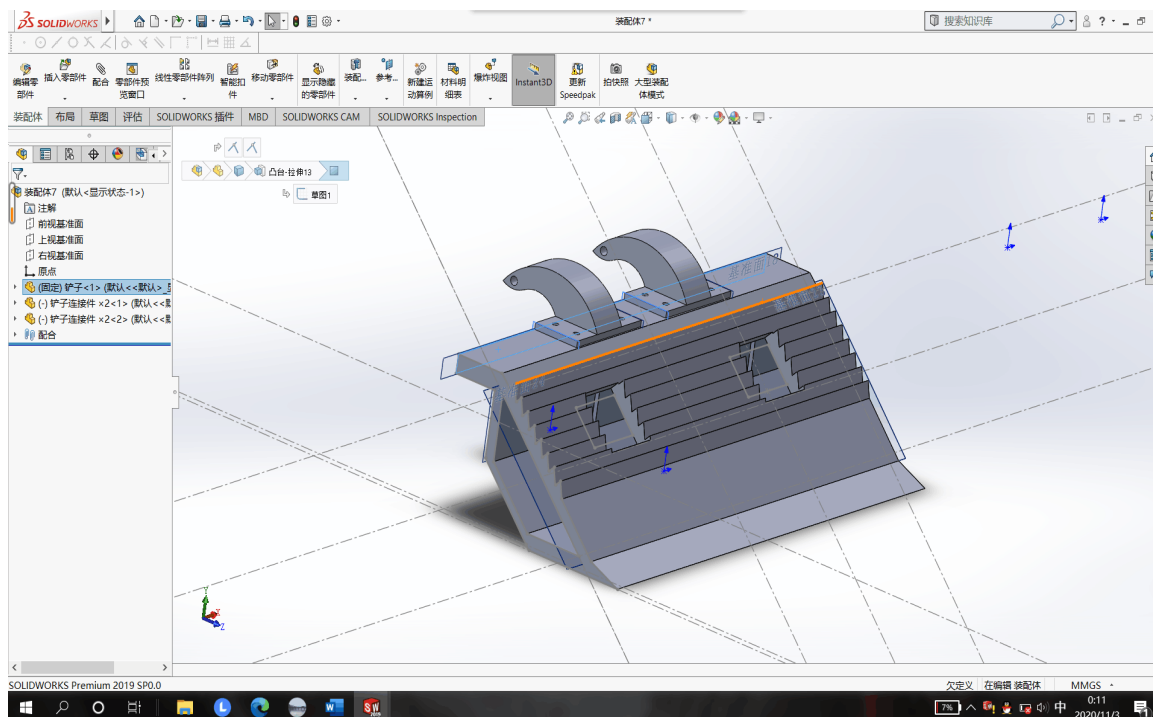 SOLIDWORKS
装配体7 *
搜索知识库
编辑零部件
插入零部件
配合
零部件预览窗口
线性零部件阵列
智能扣件
移动零部件
显示隐藏的零部件
装配...
参考...
新建运动算例
材料明细表
爆炸视图
Instant3D
更新 Speedpak
拍快照
大型装配体模式
装配体 布局 草图 评估 SOLIDWORKS 插件 MBD SOLIDWORKS CAM SOLIDWORKS Inspection
凸台-拉伸13
草图1
装配体7 (默认<显示状态-1>)
注解
前视基准面
上视基准面
右视基准面
原点
(固定) 铲子<1> (默认<<默认>_显
(-) 铲子连接件 ×2<1> (默认<<
(-) 铲子连接件 ×2<2> (默认<<
配合
Y
X
Z
SOLIDWORKS Premium 2019 SP0.0
欠定义 在编辑 装配体 MMGS
7%
中
0:11
2020/11/3